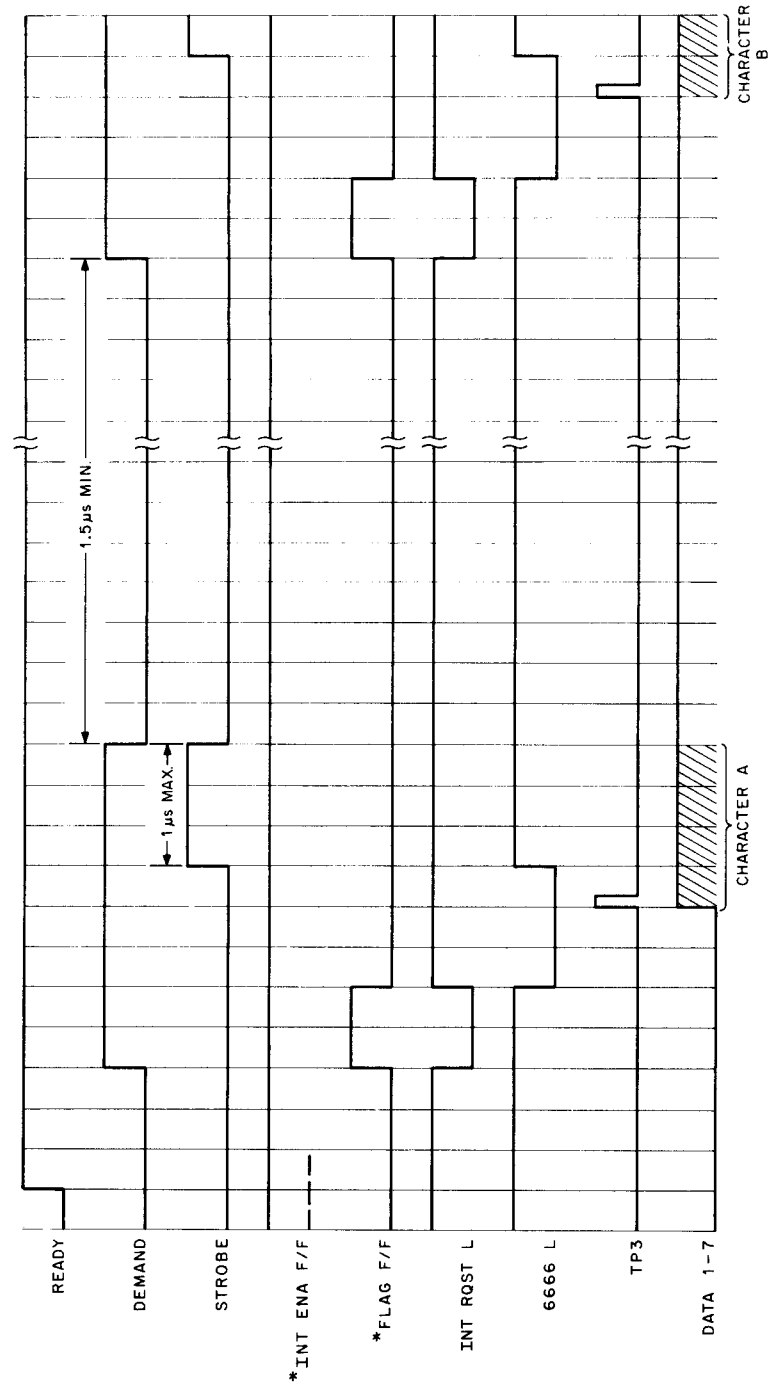 READY
DEMAND
STROBE
*INT ENA F/F
*FLAG F/F
INT RQST L
6666 L
TP3
DATA 1-7
1.5µs MIN.
1µs MAX.
CHARACTER A
CHARACTER
B